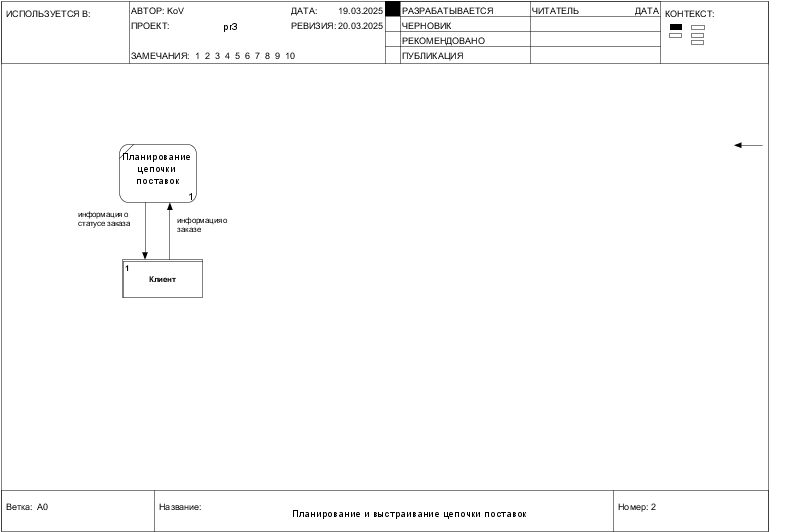 ИСПОЛЬЗУЕТСЯ В:
АВТОР: KoV
ДАТА: 19.03.2025
РАЗРАБАТЫВАЕТСЯ
ЧИТАТЕЛЬ
ДАТА
КОНТЕКСТ:
ПРОЕКТ: pr3
РЕВИЗИЯ: 20.03.2025
ЧЕРНОВИК
РЕКОМЕНДОВАНО
ЗАМЕЧАНИЯ: 1 2 3 4 5 6 7 8 9 10
ПУБЛИКАЦИЯ
Планирование
цепочки
поставок
1
информация о
статусе заказа
информация о
заказе
1
Клиент
Ветка: A0
Название:
Планирование и выстраивание цепочки поставок
Номер: 2